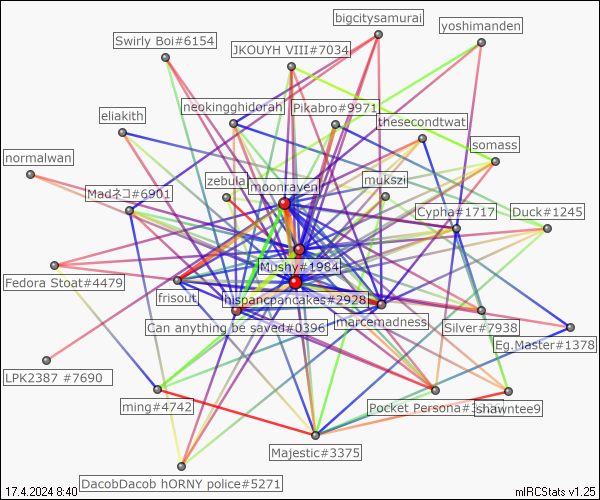 bigcitysamurai
yoshimanden
Swirly Boi#6154
JKOUYH VIII#7034
neokingghidorah
Pikabro#9971
eliakith
thesecondtwat
somass
normalwan
zebula
moonraven
mukszi
Madネコ#6901
Cypha#1717
Duck#1245
Mushy#1984
Fedora Stoat#4479
frisout
hispancpancakes#2928
Can anything be saved#0396
marcemadness
Silver#7938
Eg.Master#1378
LPK2387 #7690
ming#4742
Pocket Persona#3
shawntee9
Majestic#3375
DacobDacob hORNY police#5271
17.4.2024 8:40
mIRCStats v1.25